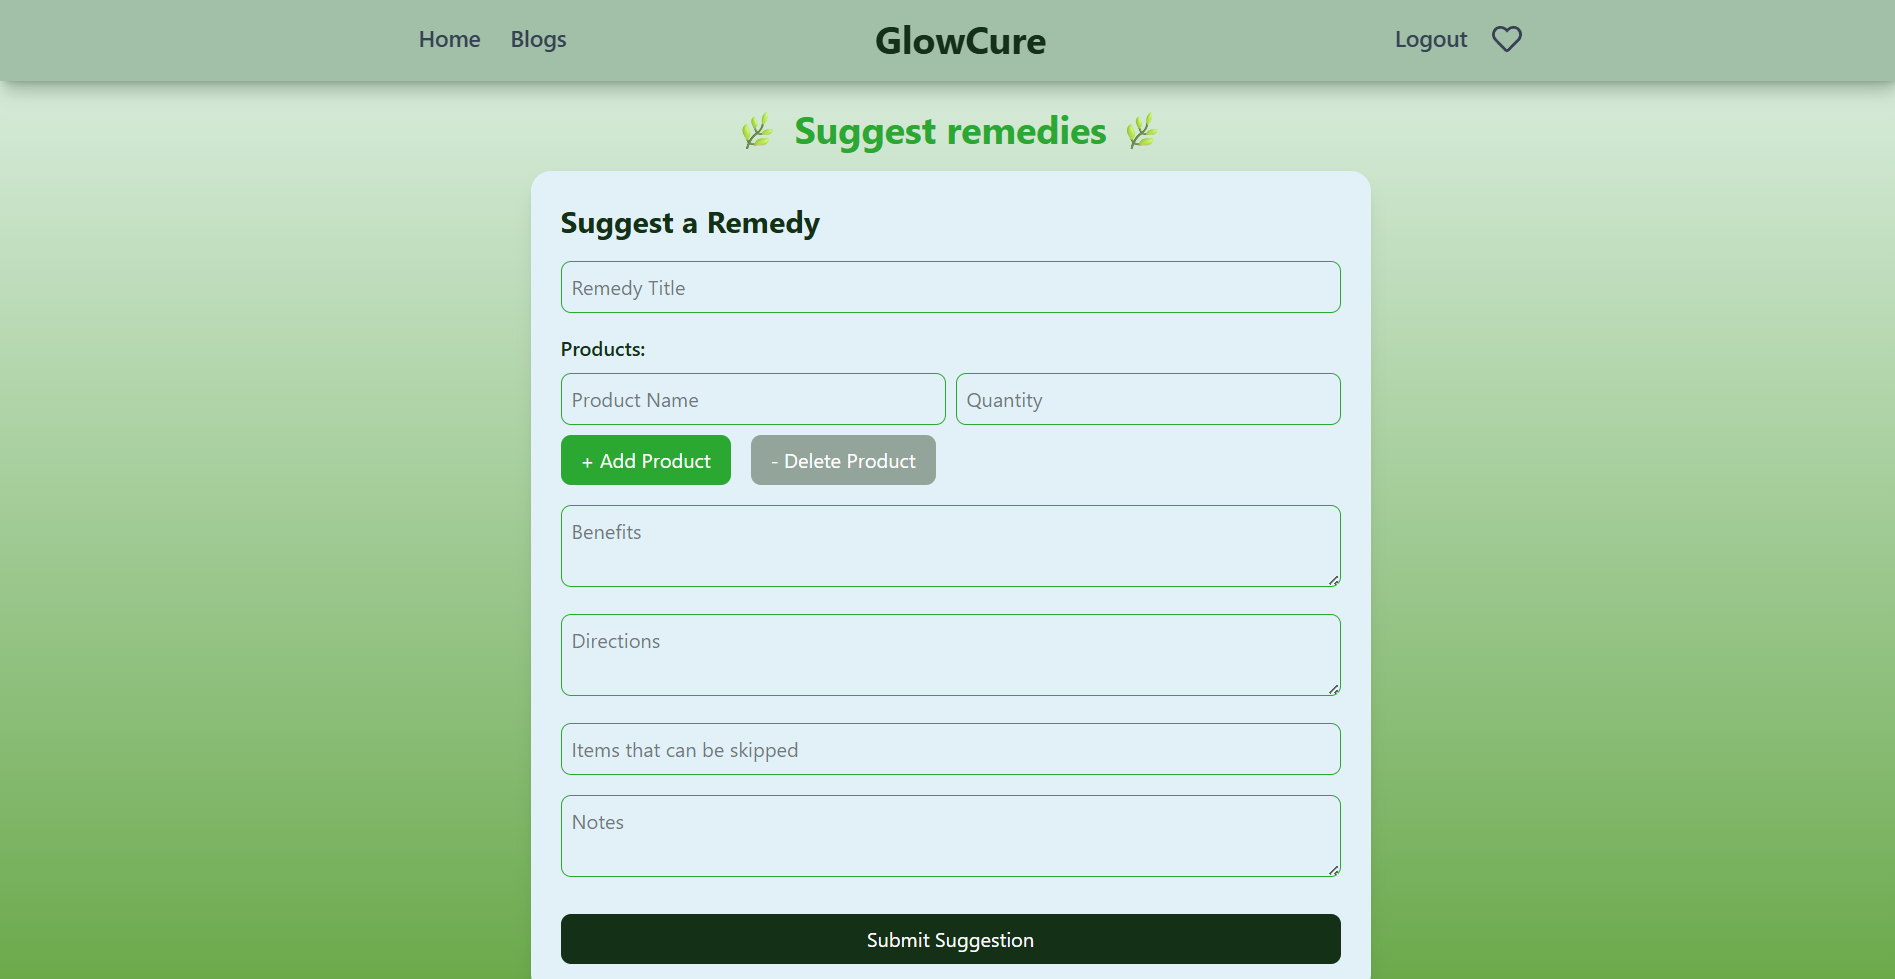 Home Blogs GlowCure Logout
🌿 Suggest remedies 🌿
Suggest a Remedy
Remedy Title
Products:
Product Name Quantity
+ Add Product - Delete Product
Benefits
Directions
Items that can be skipped
Notes
Submit Suggestion